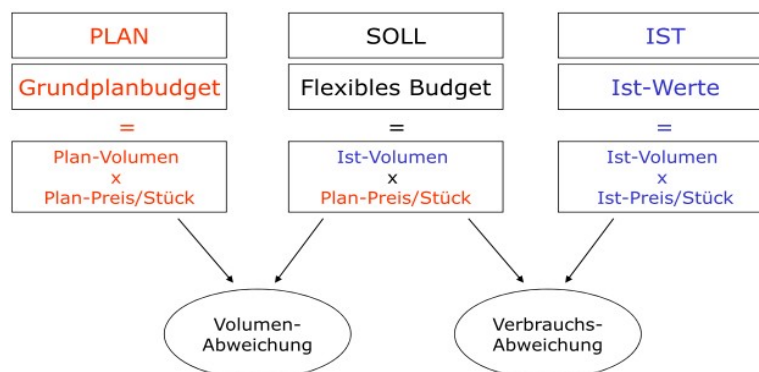 PLAN
SOLL
IST
Grundplanbudget
Flexibles Budget
Ist-Werte
=
=
=
Plan-Volumen
x
Plan-Preis/Stück
Ist-Volumen
x
Plan-Preis/Stück
Ist-Volumen
x
Ist-Preis/Stück
Volumen-
Abweichung
Verbrauchs-
Abweichung